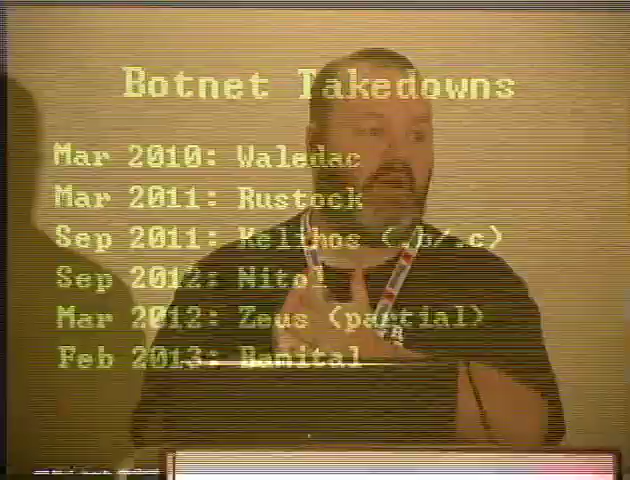 Botnet Takedowns
Mar 2010: Waledac
Mar 2011: Rustock
Sep 2011: Kelihos (.b/.c)
Sep 2012: Nitol
Mar 2012: Zeus (partial)
Feb 2013: Bamital